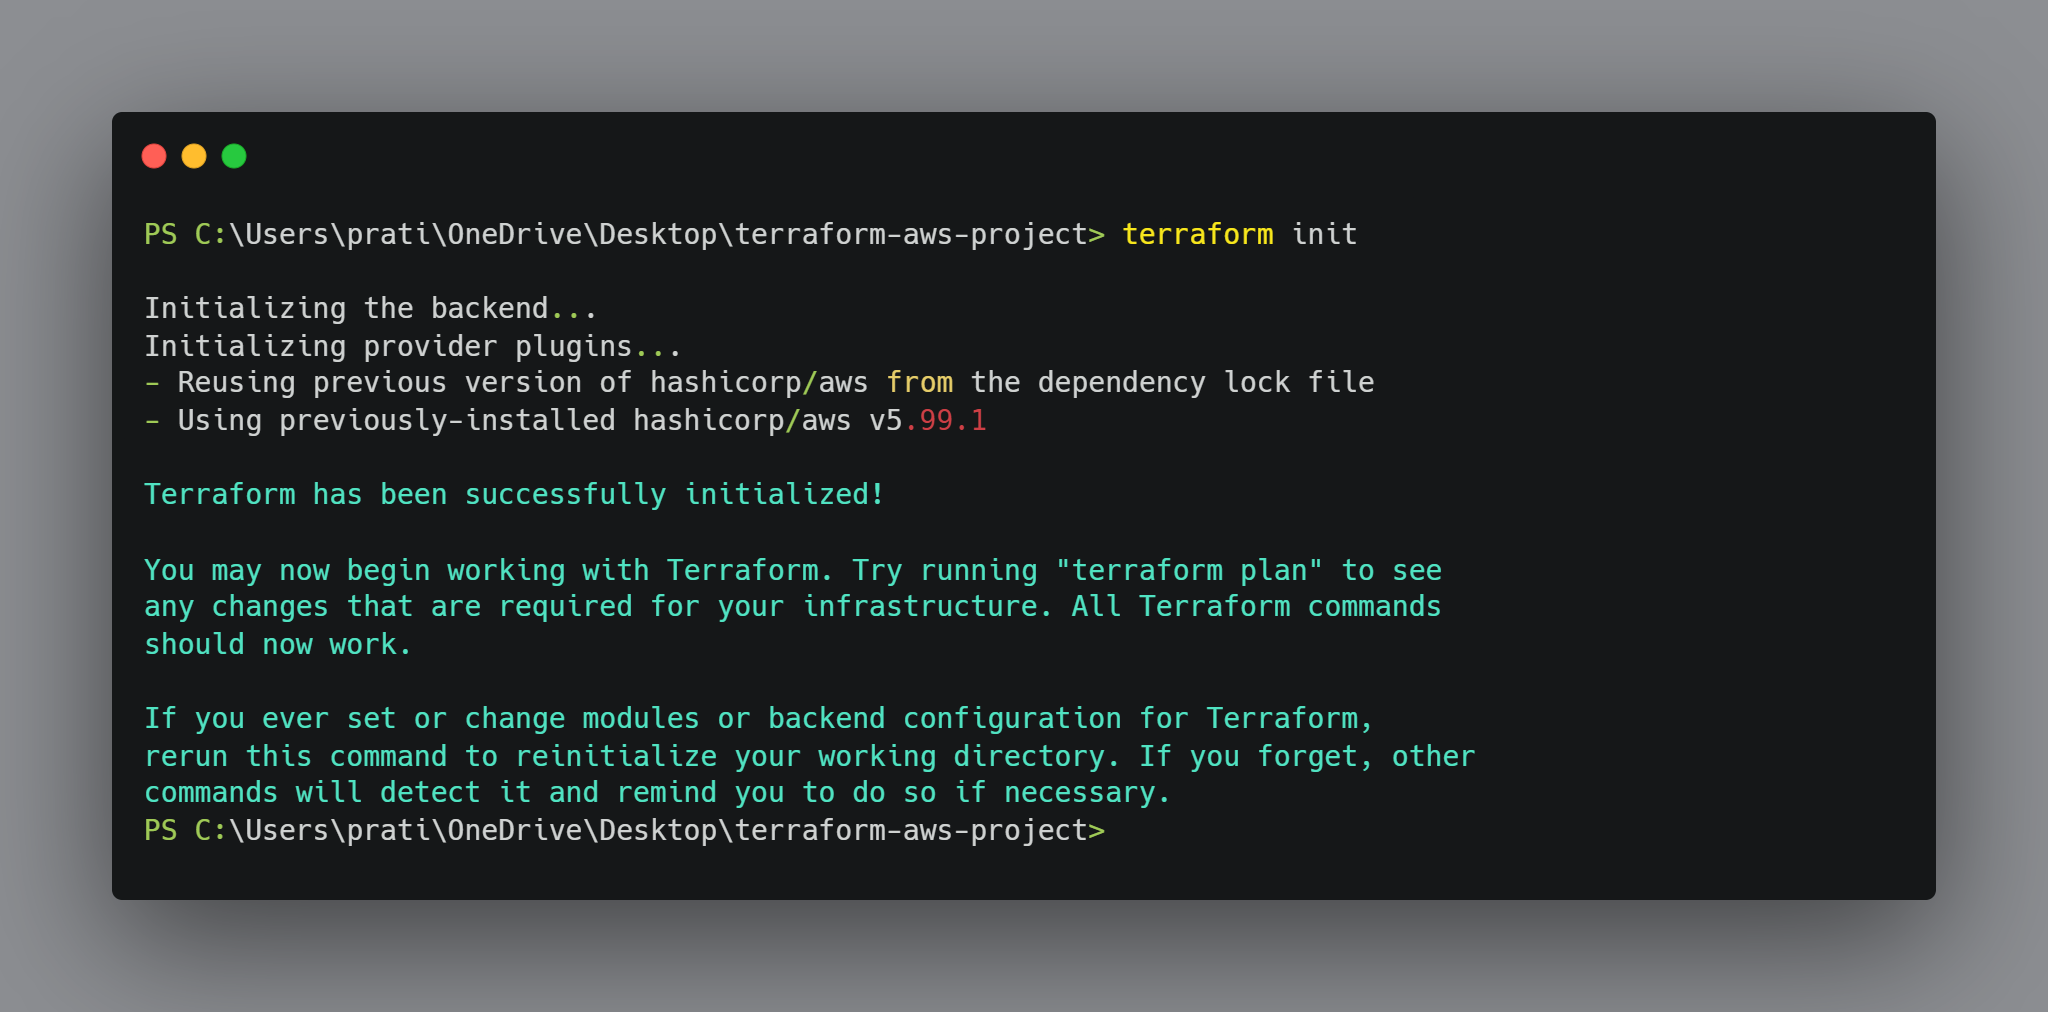 PS C:\Users\prati\OneDrive\Desktop\terraform-aws-project> terraform init
Initializing the backend...
Initializing provider plugins...
- Reusing previous version of hashicorp/aws from the dependency lock file
- Using previously-installed hashicorp/aws v5.99.1
Terraform has been successfully initialized!
You may now begin working with Terraform. Try running "terraform plan" to see
any changes that are required for your infrastructure. All Terraform commands
should now work.
If you ever set or change modules or backend configuration for Terraform,
rerun this command to reinitialize your working directory. If you forget, other
commands will detect it and remind you to do so if necessary.
PS C:\Users\prati\OneDrive\Desktop\terraform-aws-project>